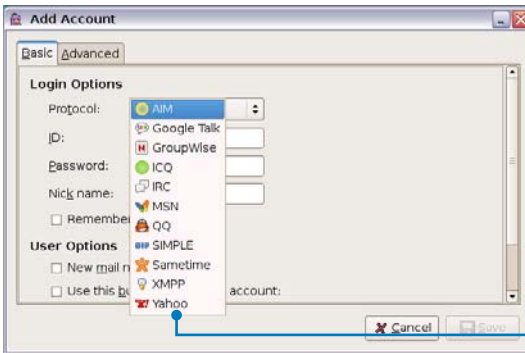 Add Account
Basic Advanced
Login Options
Protocol: AIM
Google Talk
ID:
GroupWise
Password: ICQ
IRC
Nick name:
MSN
Remember
QQ
User Options SIMPLE
New mail n Sametime
XMPP
Use this bu account:
Yahoo
Cancel Save